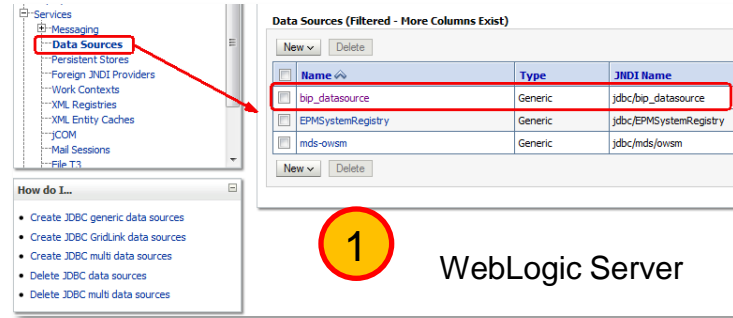 Services
Messaging
Data Sources
Persistent Stores
Foreign JNDI Providers
Work Contexts
XML Registries
XML Entity Caches
jCOM
Mail Sessions
File T3
How do I...
Create JDBC generic data sources
Create JDBC GridLink data sources
Create JDBC multi data sources
Delete JDBC data sources
Delete JDBC multi data sources
Data Sources (Filtered - More Columns Exist)
New Delete
Name Type JNDI Name
bip_datasource Generic jdbc/bip_datasource
EPMSystemRegistry Generic jdbc/EPMSystemRegistry
mds-owsm Generic jdbc/mds/owsm
New Delete
1
WebLogic Server